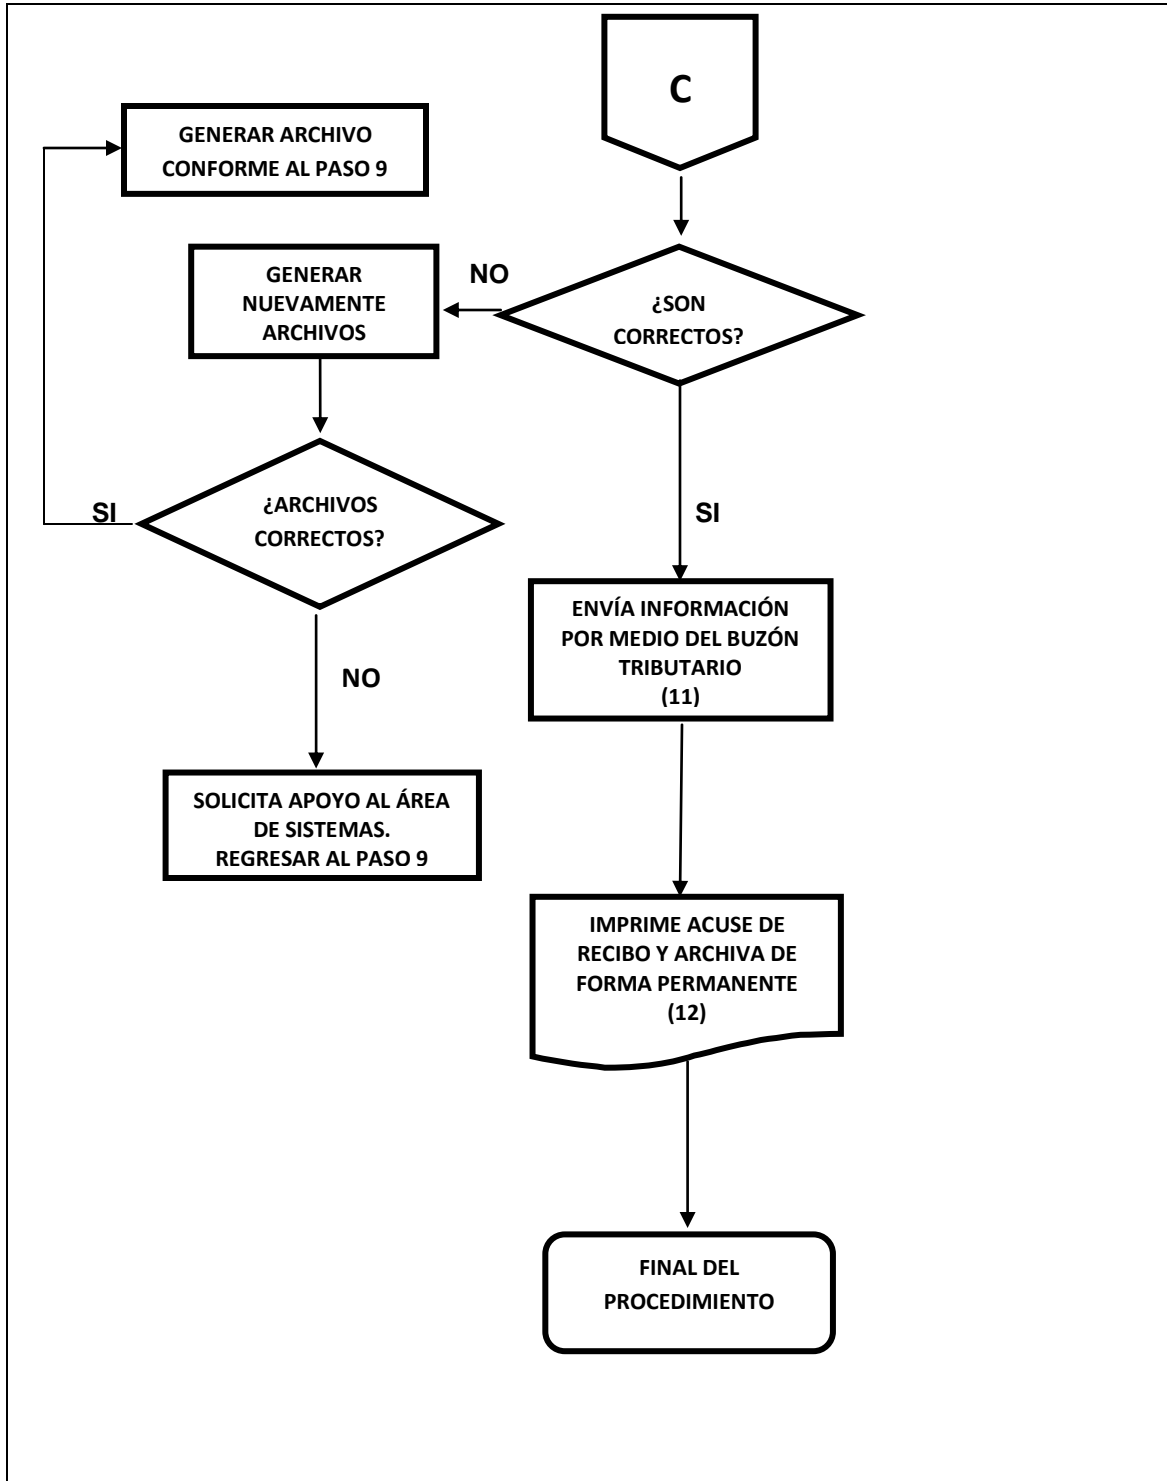 C
GENERAR ARCHIVO
CONFORME AL PASO 9
GENERAR
NUEVAMENTE
ARCHIVOS
NO
¿SON
CORRECTOS?
¿ARCHIVOS
CORRECTOS?
SI
SI
NO
ENVÍA INFORMACIÓN
POR MEDIO DEL BUZÓN
TRIBUTARIO
(11)
SOLICITA APOYO AL ÁREA
DE SISTEMAS.
REGRESAR AL PASO 9
IMPRIME ACUSE DE
RECIBO Y ARCHIVA DE
FORMA PERMANENTE
(12)
FINAL DEL
PROCEDIMIENTO